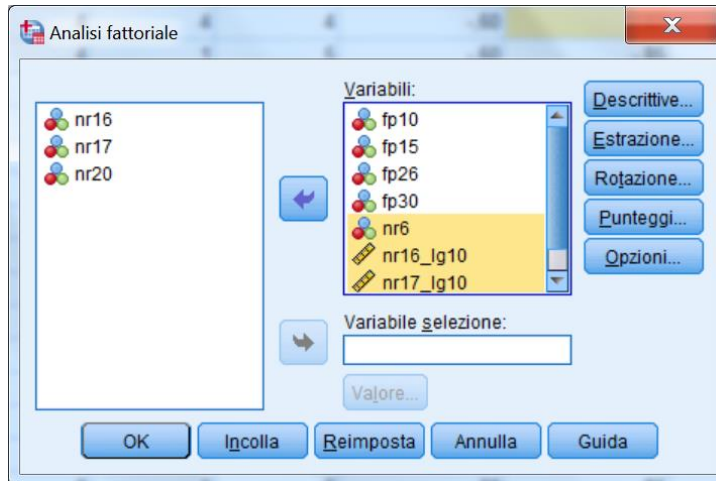 Analisi fattoriale
nr16
nr17
nr20
Variabili:
fp10
fp15
fp26
fp30
nr6
nr16_lg10
nr17_lg10
Variabile selezione:
Valore...
Descrittive...
Estrazione...
Rotazione...
Punteggi...
Opzioni...
OK
Incolla
Reimposta
Annulla
Guida